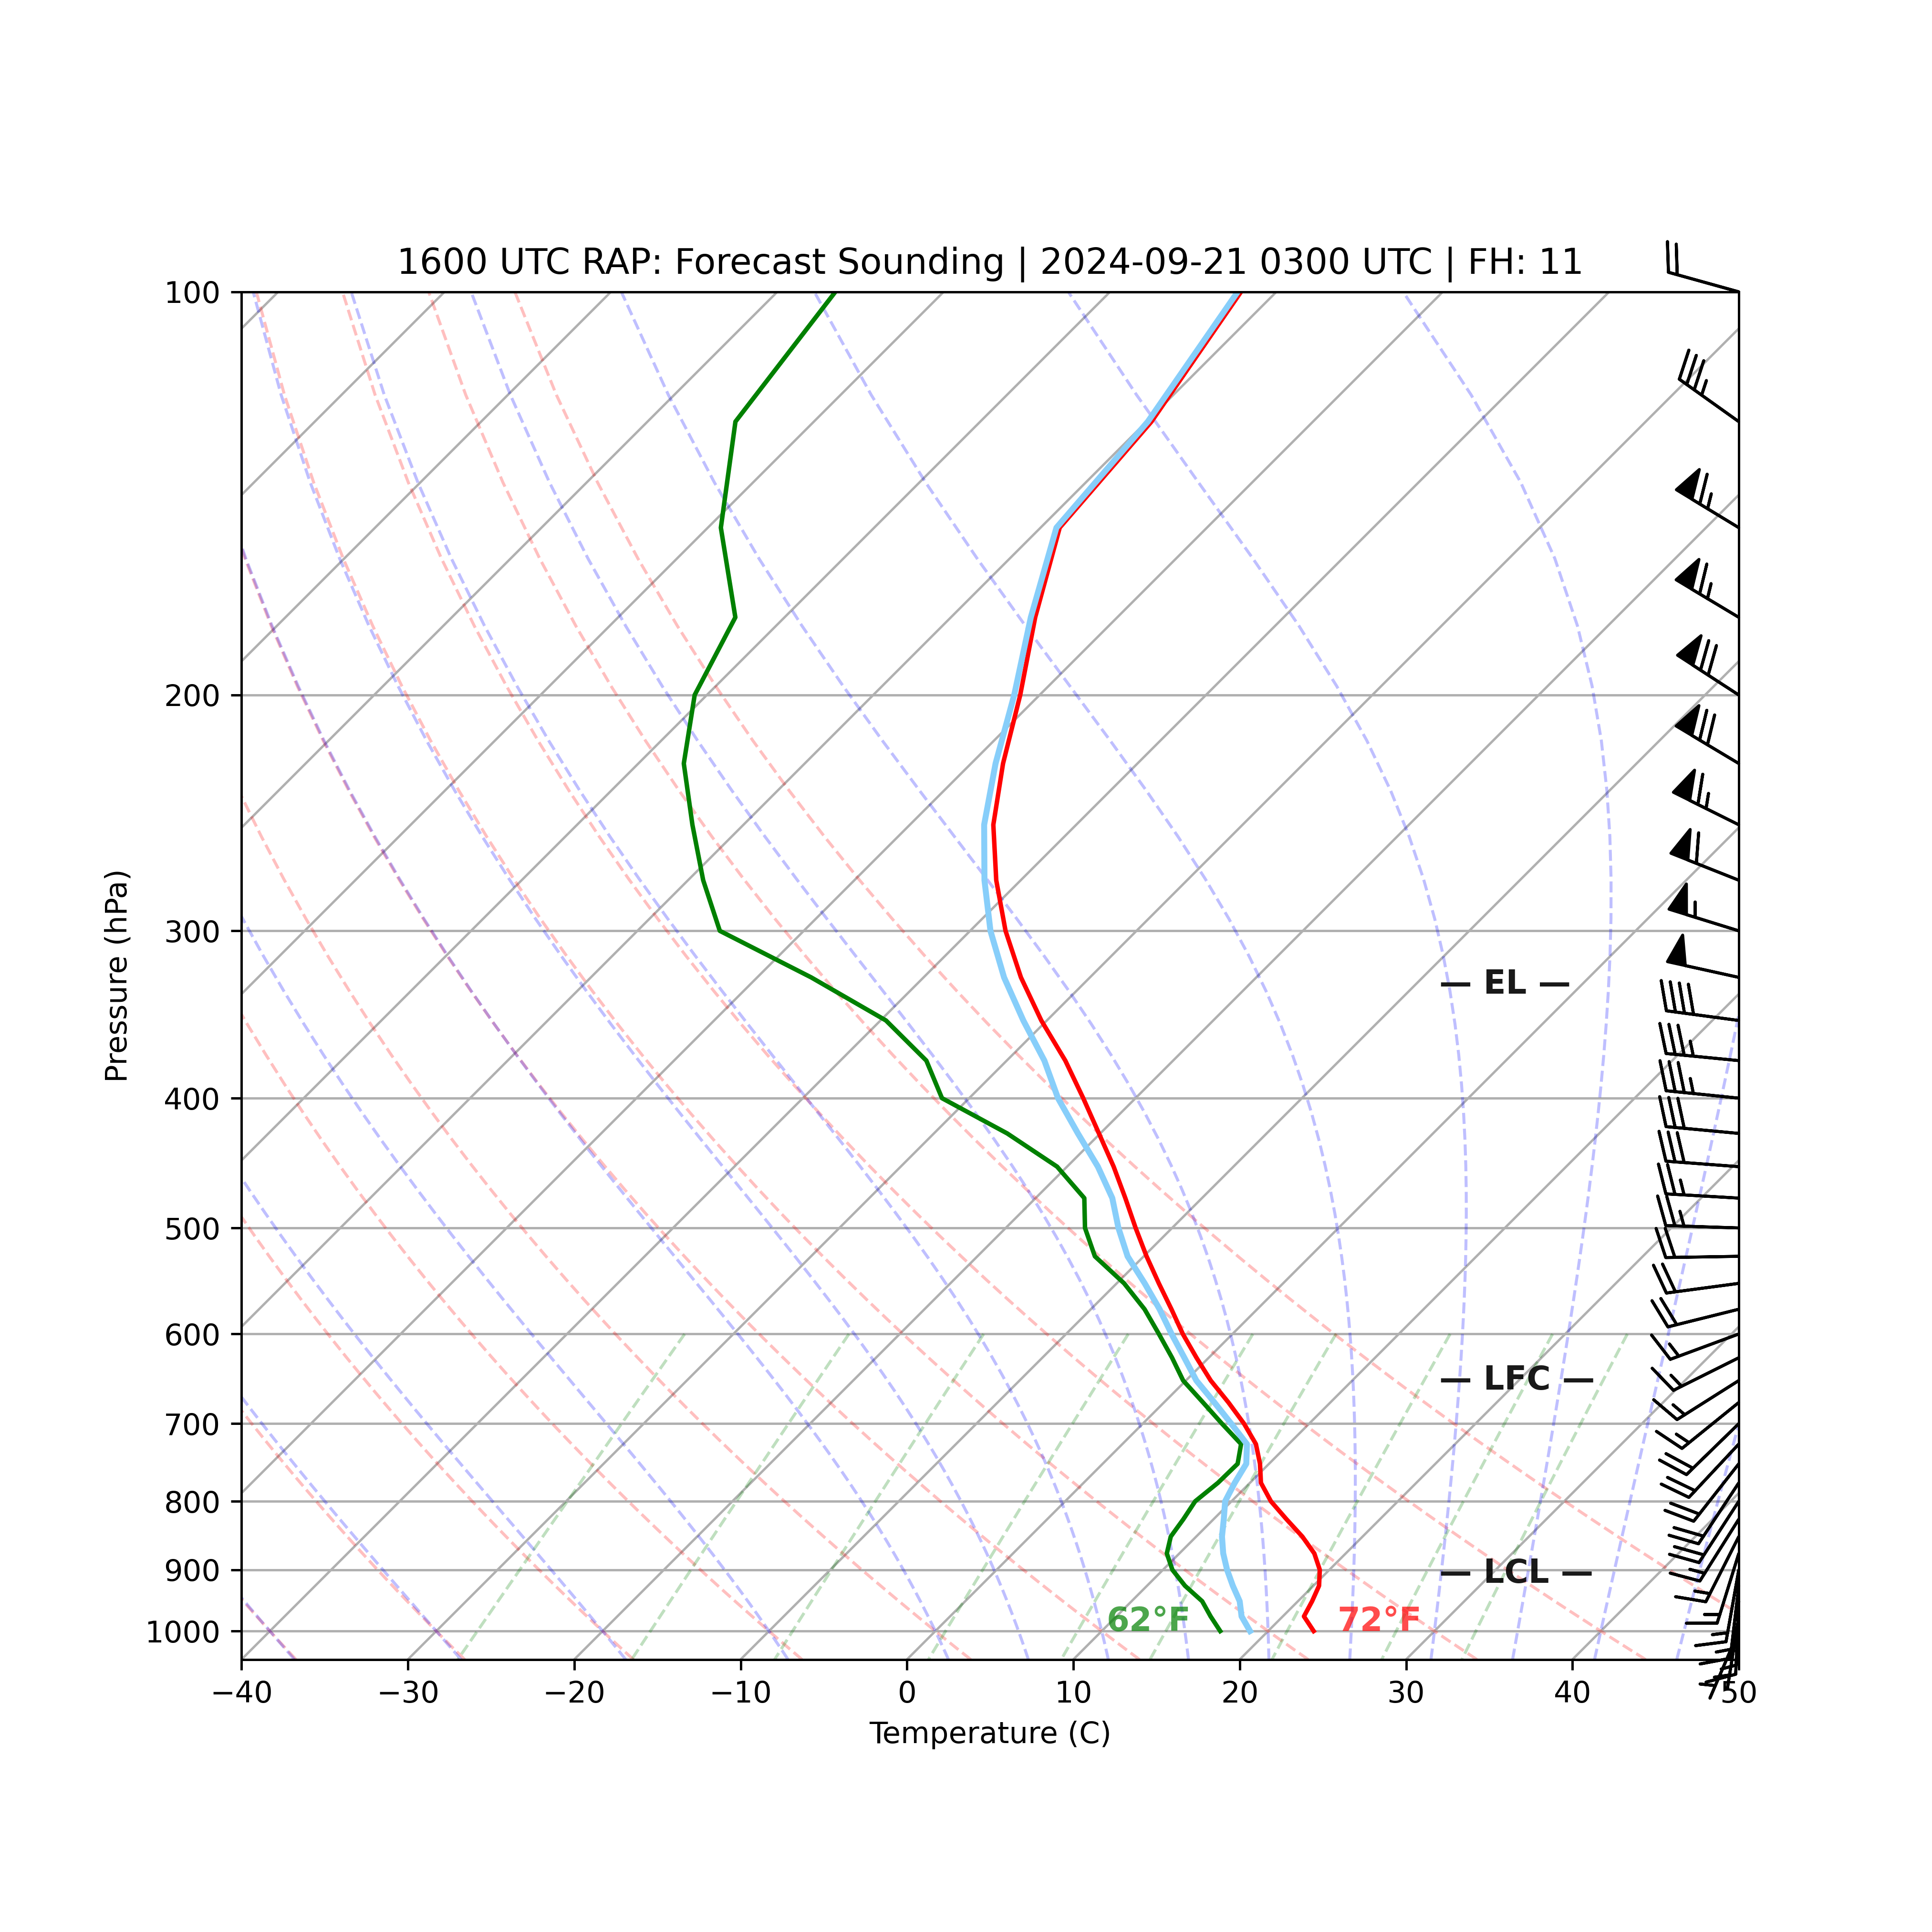 1600 UTC RAP: Forecast Sounding | 2024-09-21 0300 UTC | FH: 11
100
200
300
— EL —
Pressure (hPa)
400
500
600
— LFC —
700
800
900
— LCL —
62°F 72°F
1000
−40 −30 −20 −10 0 10 20 30 40 50
Temperature (C)